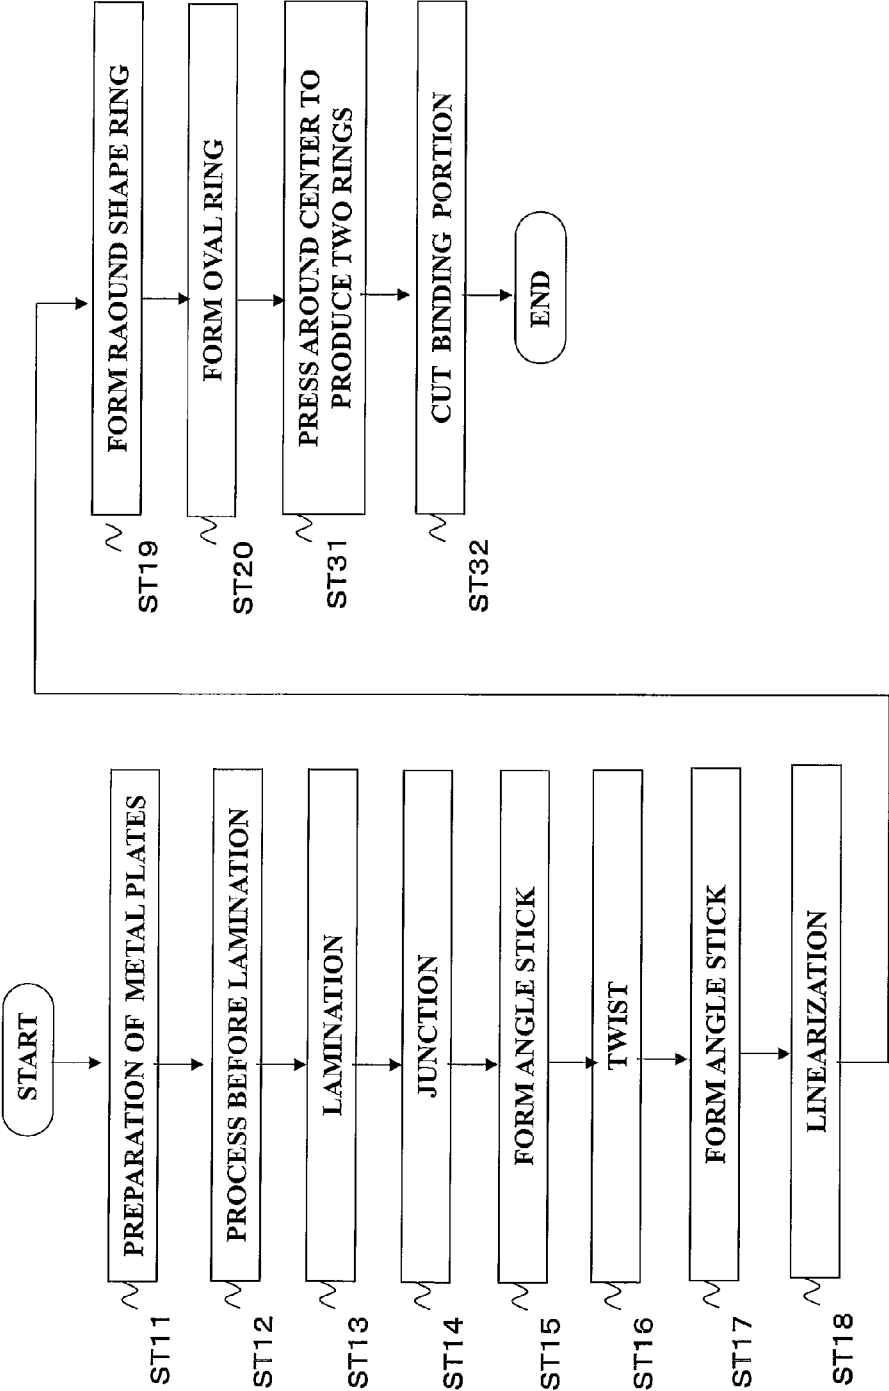 START
PREPARATION OF METAL PLATES
ST11
PROCESS BEFORE LAMINATION
ST12
LAMINATION
ST13
JUNCTION
ST14
FORM ANGLE STICK
ST15
TWIST
ST16
FORM ANGLE STICK
ST17
LINEARIZATION
ST18
FORM RAOUND SHAPE RING
ST19
FORM OVAL RING
ST20
PRESS AROUND CENTER TO
PRODUCE TWO RINGS
ST31
CUT BINDING PORTION
ST32
END